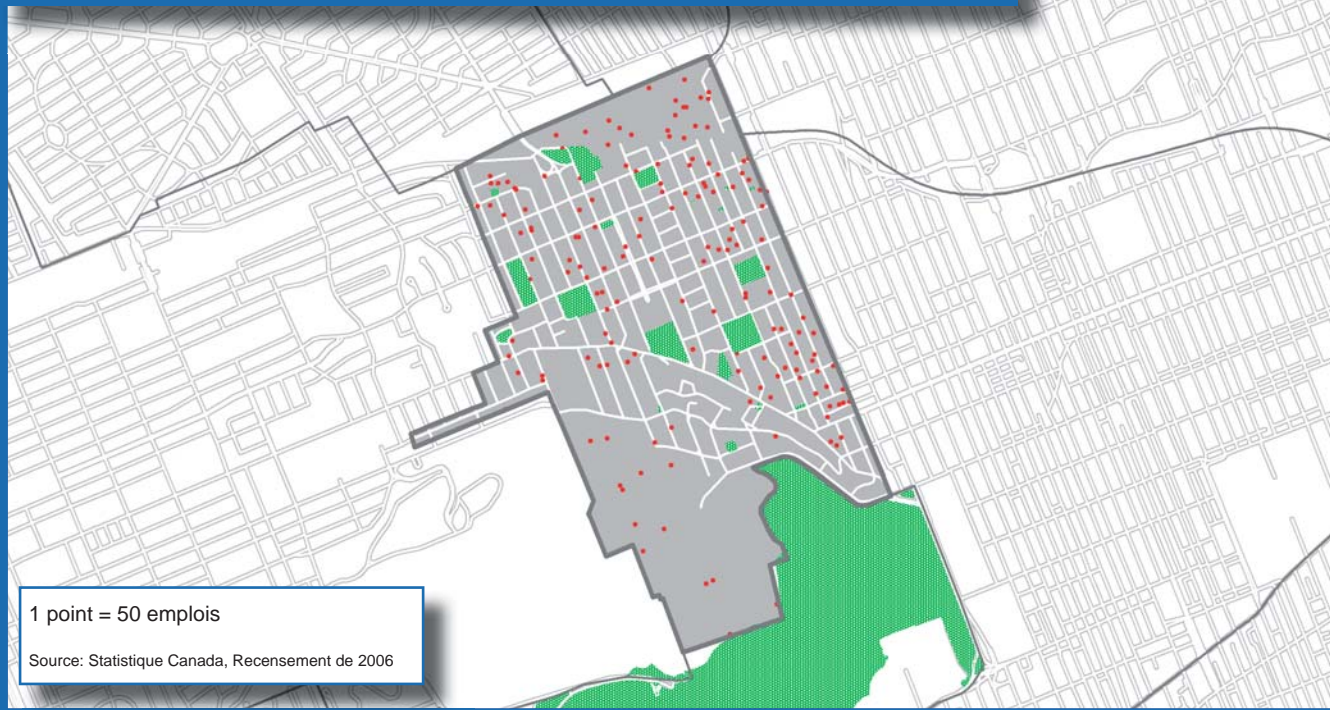 1 point = 50 emplois
Source: Statistique Canada, Recensement de 2006